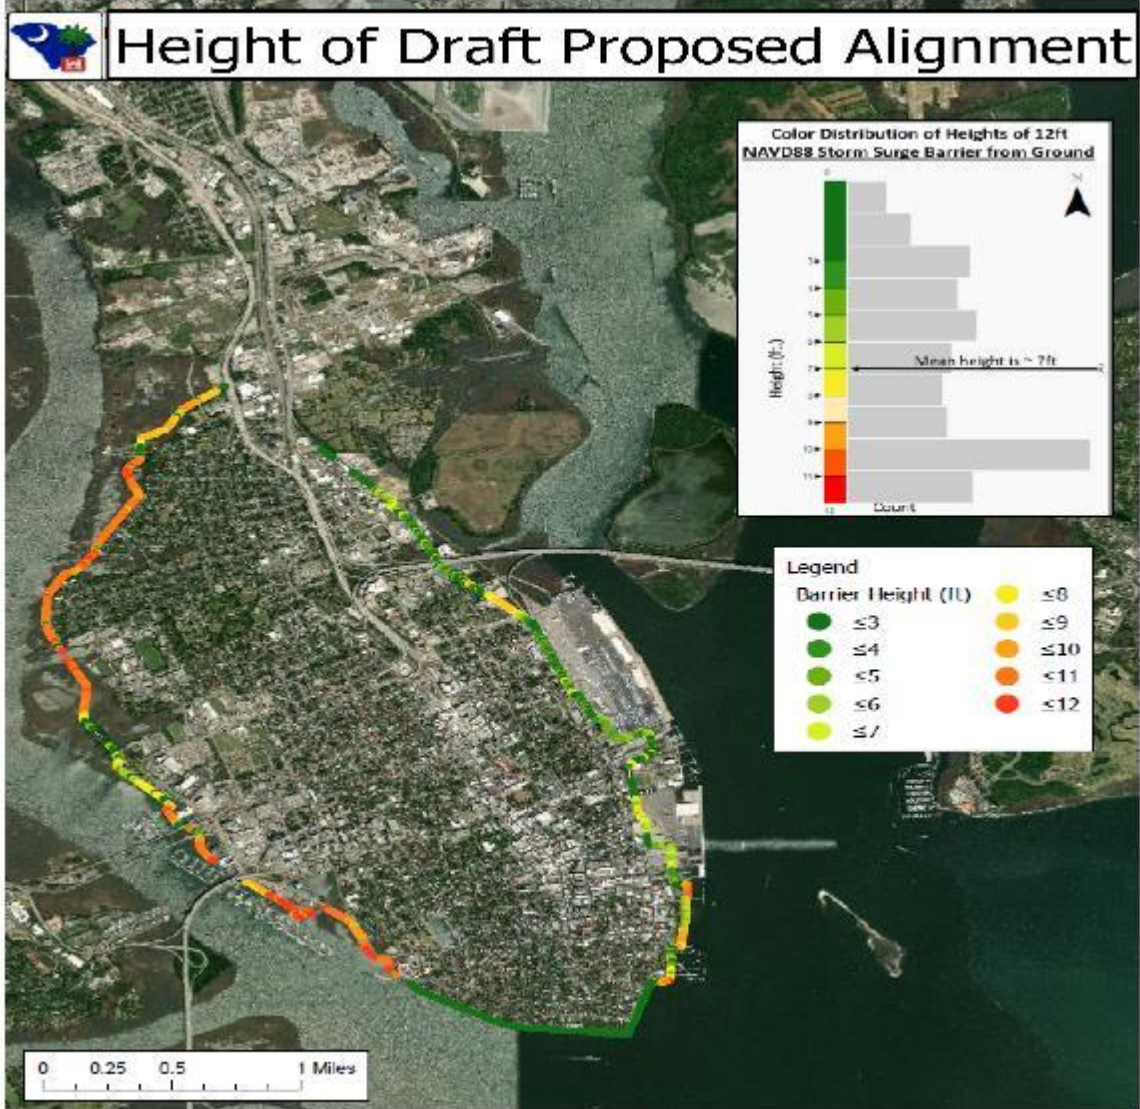 Height of Draft Proposed Alignment
Color Distribution of Heights of 12ft
NAVD88 Storm Surge Barrier from Ground
N
Height (ft.)
Mean height is ~ 7ft
Count
Legend
Barrier Height (ft)
≤3
≤4
≤5
≤6
≤7
≤8
≤9
≤10
≤11
≤12
0 0.25 0.5 1 Miles